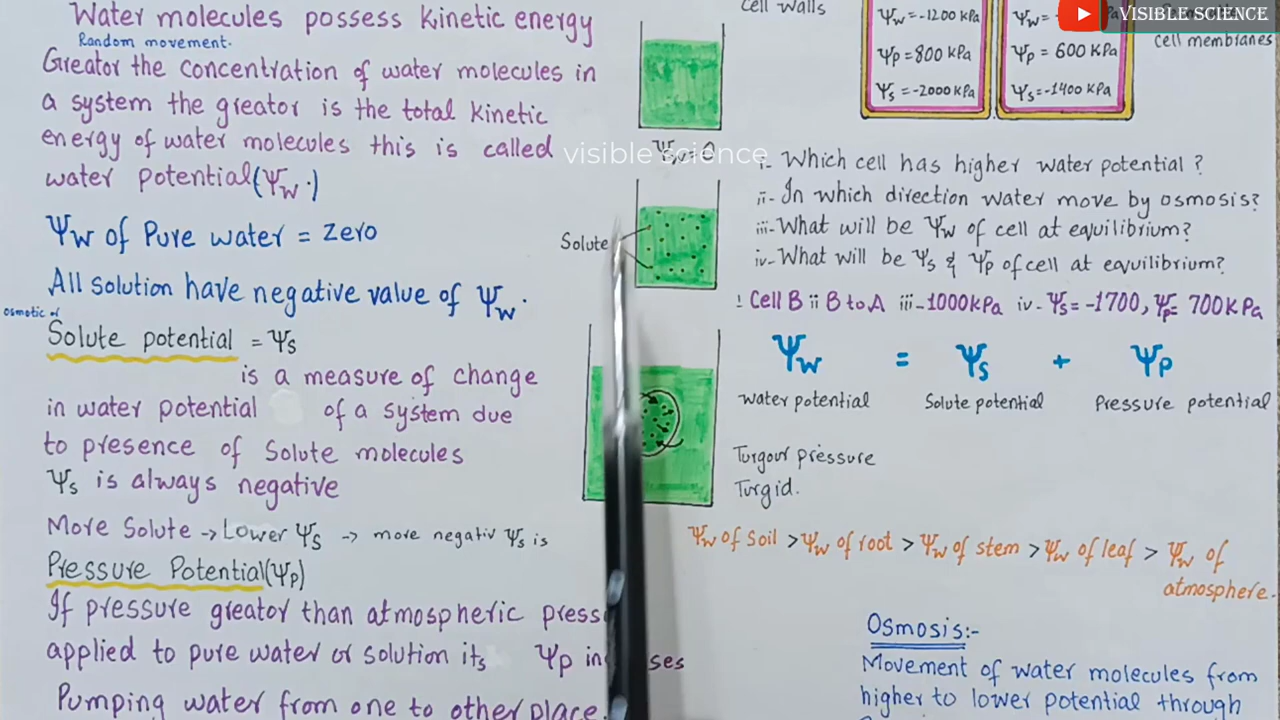 Water molecules possess kinetic energy
Random movement.
Greator the concentration of water molecules in
a system the greator is the total kinetic
energy of water molecules this is called
water potential(Ψw.)
Ψw of Pure water = zero
All solution have negative value of Ψw.
osmotic
Solute potential = Ψs
is a measure of change
in water potential of a system due
to presence of Solute molecules
Ψs is always negative
More Solute → Lower Ψs → more negativ Ψs is
Pressure Potential(Ψp)
If pressure greator than atmospheric
applied to pure water or solution its Ψp
Pumping water from one to other place.
Ψw = 0
visible science
Solute
Cell walls
Ψw = -1200 kPa
Ψp = 800 kPa
Ψs = -2000 kPa
Ψw = -
Ψp = 600 kPa
Ψs = -1400 kPa
VISIBLE SCIENCE
Cell membranes
i- Which cell has higher water potential ?
ii- In which direction water move by osmosis?
iii- What will be Ψw of cell at equilibrium?
iv- What will be Ψs & Ψp of cell at equilibrium?
i Cell B ii B to A iii -1000kPa iv- Ψs = -1700, Ψp= 700KPa
Ψw = Ψs + Ψp
Water potential Solute potential Pressure potential
Turgour pressure
Turgid.
Ψw of Soil > Ψw of root > Ψw of stem > Ψw of leaf > Ψw of
atmosphere.
Osmosis:-
Movement of water molecules from
higher to lower potential through